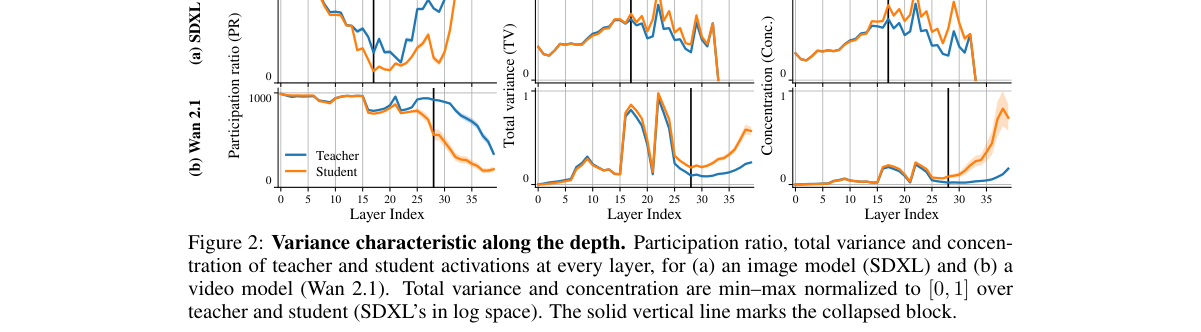 (a) SDXL
Participation ratio (PR)
0
Total variance (TV)
0
Concentration (Conc.)
0
(b) Wan 2.1
1000
0
Teacher
Student
0 5 10 15 20 25 30 35
Layer Index
1
0
0 5 10 15 20 25 30 35
Layer Index
1
0
0 5 10 15 20 25 30 35
Layer Index
Figure 2: Variance characteristic along the depth. Participation ratio, total variance and concen-
tration of teacher and student activations at every layer, for (a) an image model (SDXL) and (b) a
video model (Wan 2.1). Total variance and concentration are min–max normalized to [0, 1] over
teacher and student (SDXL's in log space). The solid vertical line marks the collapsed block.